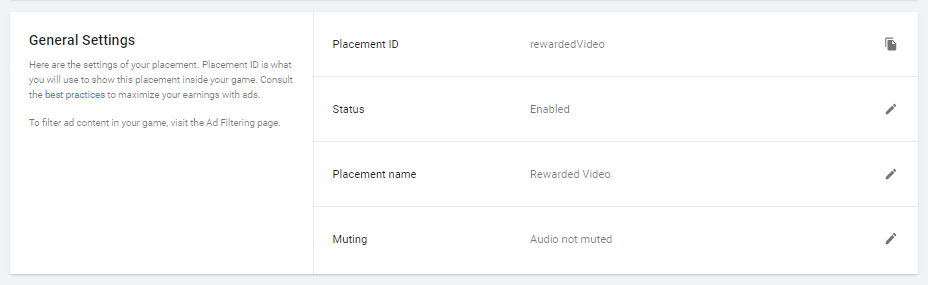 General Settings
Here are the settings of your placement. Placement ID is what
you will use to show this placement inside your game. Consult
the best practices to maximize your earnings with ads.
To filter ad content in your game, visit the Ad Filtering page.
Placement ID rewardedVideo
Status Enabled
Placement name Rewarded Video
Muting Audio not muted